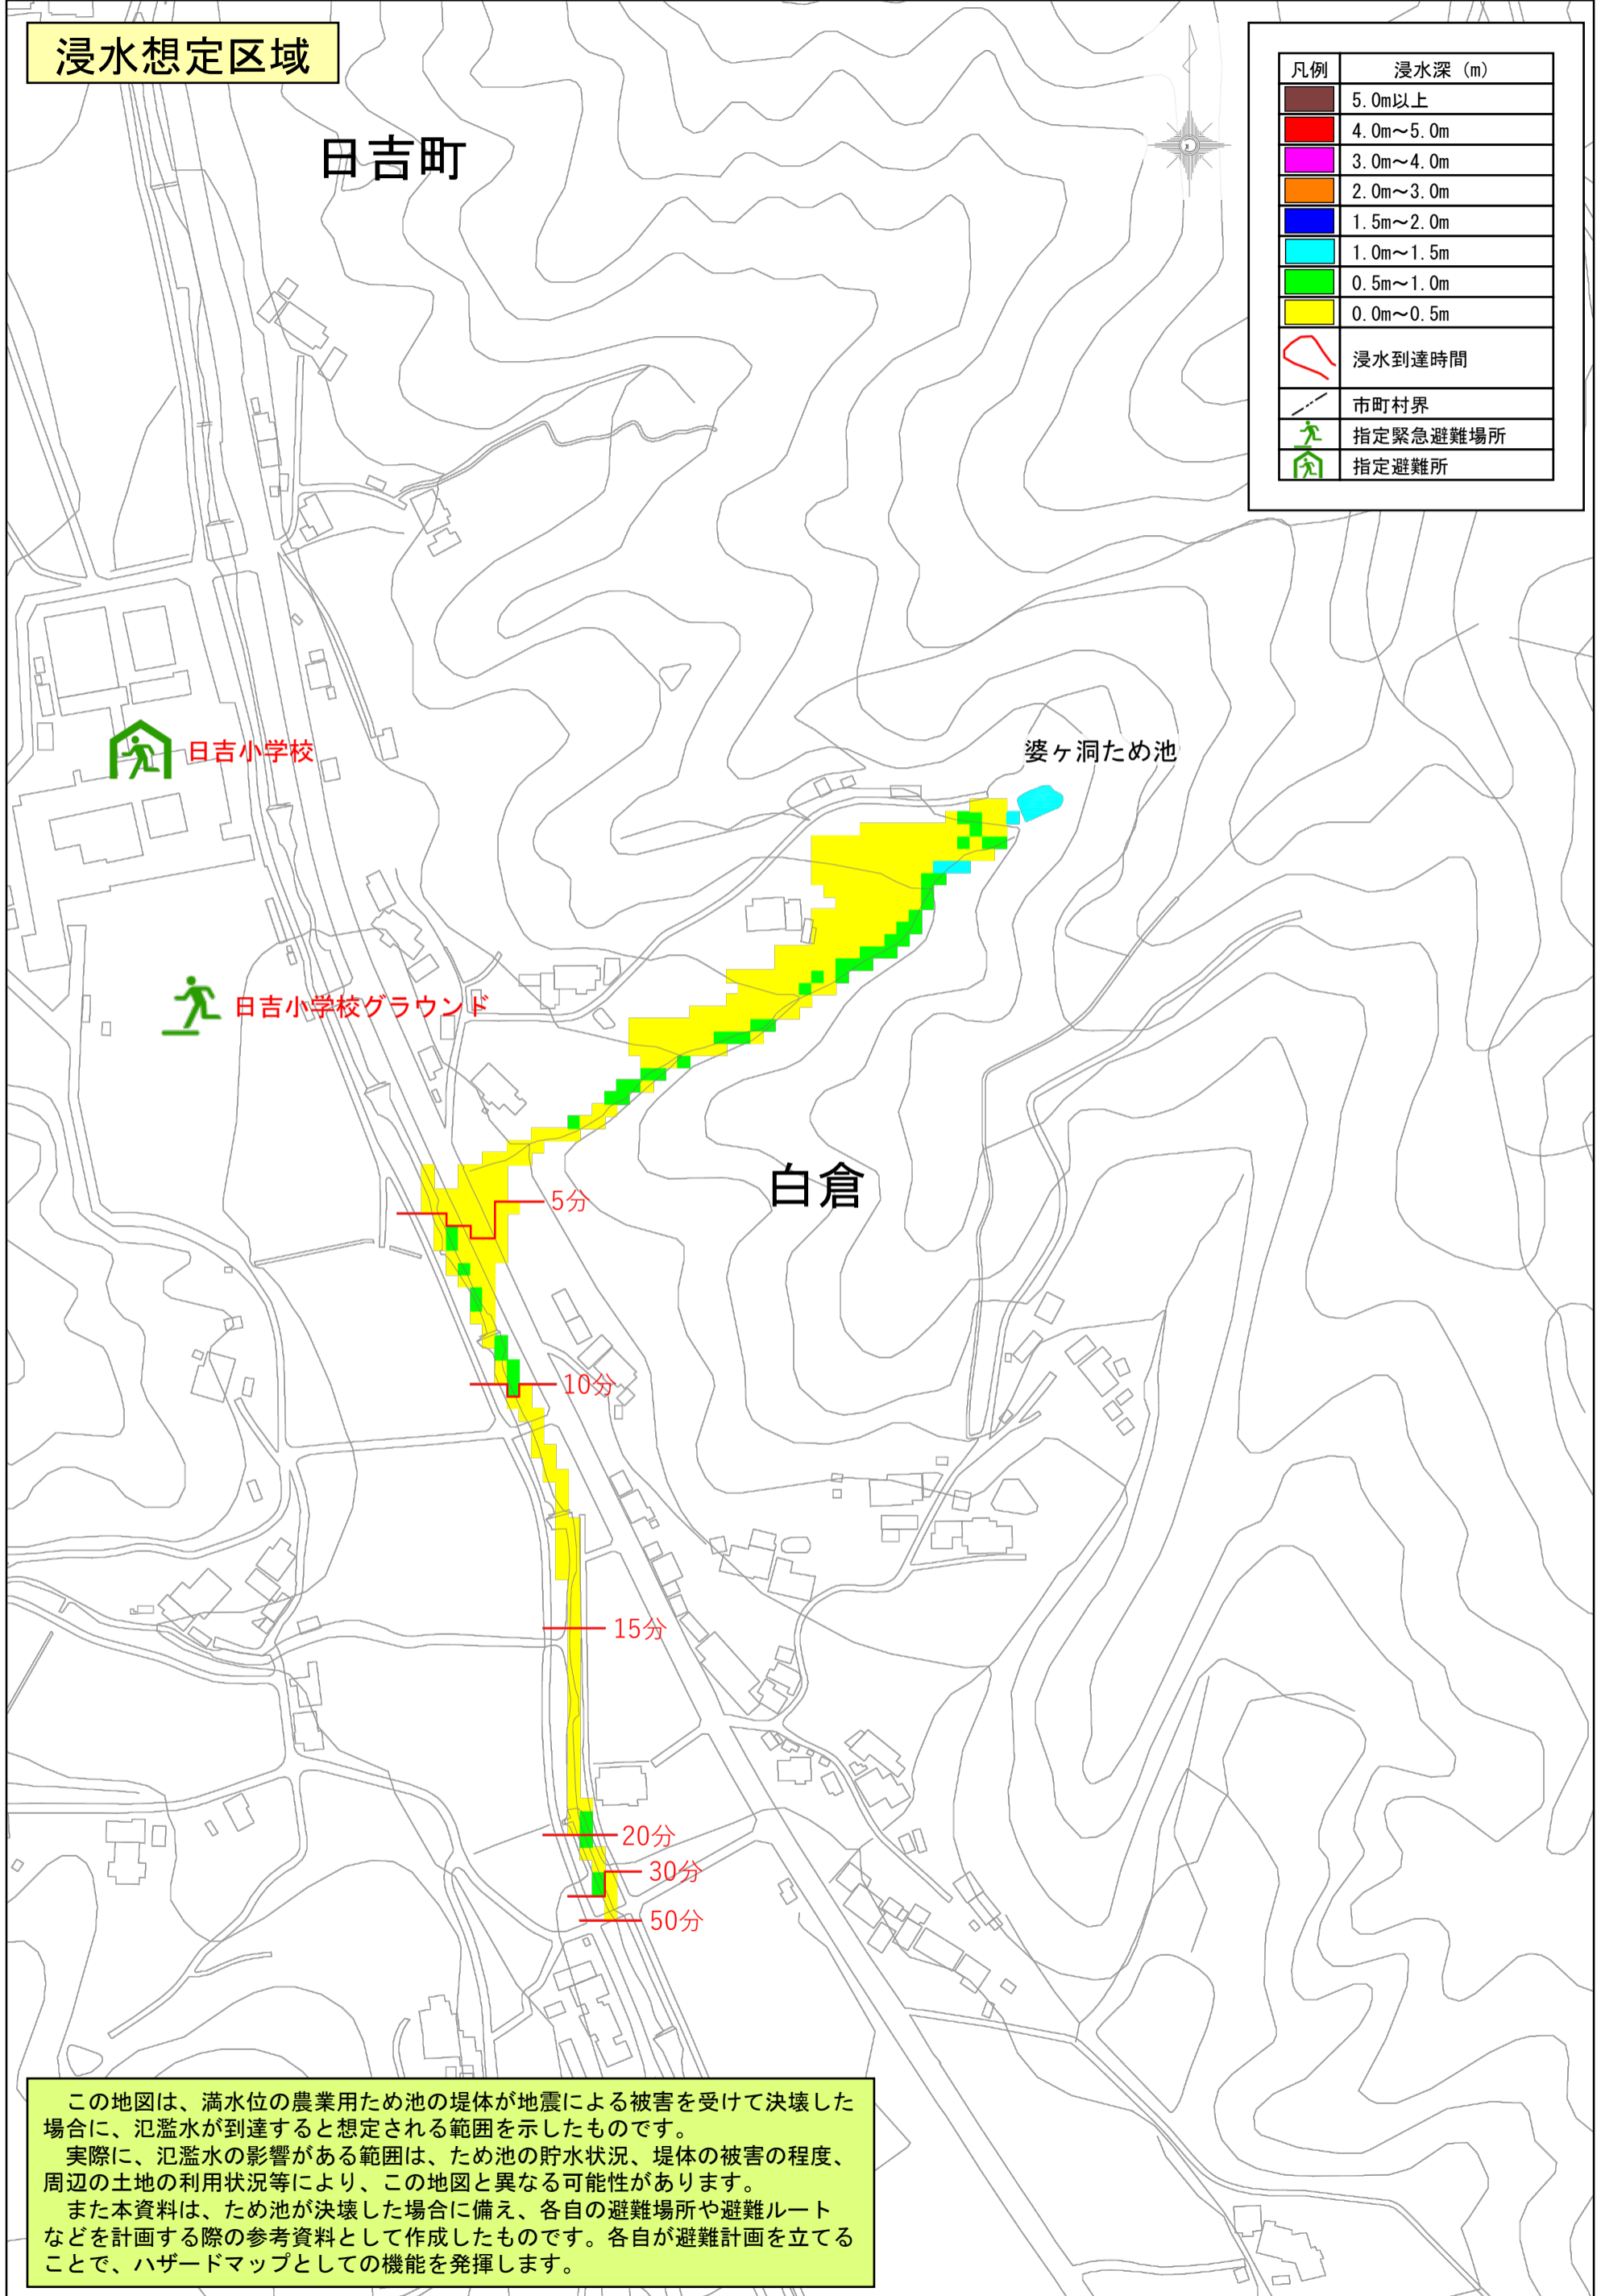 浸水想定区域
日吉町
凡例 浸水深 (m)
5.0m以上
4.0m～5.0m
3.0m～4.0m
2.0m～3.0m
1.5m～2.0m
1.0m～1.5m
0.5m～1.0m
0.0m～0.5m
浸水到達時間
市町村界
指定緊急避難場所
指定避難所
日吉小学校
婆ヶ洞ため池
日吉小学校グラウンド
白倉
5分
10分
15分
20分
30分
50分
この地図は、満水位の農業用ため池の堤体が地震による被害を受けて決壊した
場合に、氾濫水が到達すると想定される範囲を示したものです。
実際に、氾濫水の影響がある範囲は、ため池の貯水状況、堤体の被害の程度、
周辺の土地の利用状況等により、この地図と異なる可能性があります。
また本資料は、ため池が決壊した場合に備え、各自の避難場所や避難ルート
などを計画する際の参考資料として作成したものです。各自が避難計画を立てる
ことで、ハザードマップとしての機能を発揮します。